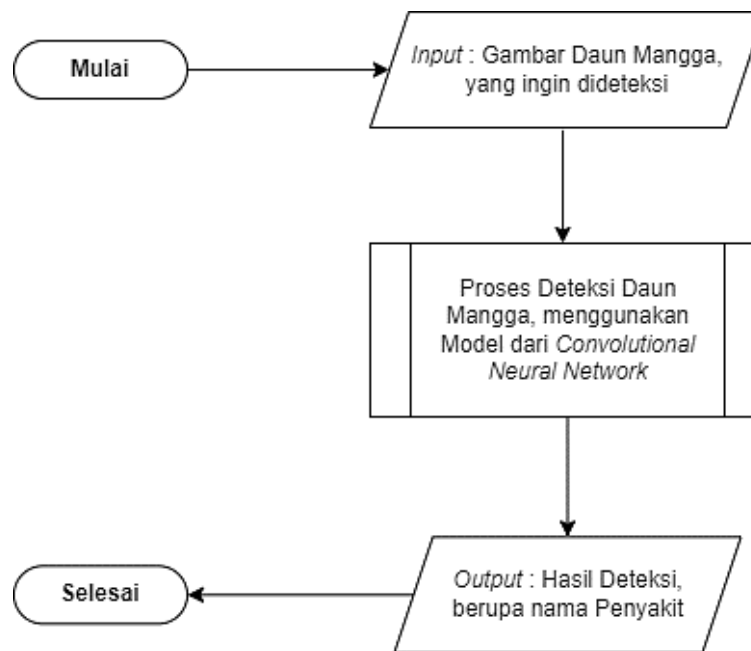 Mulai
Input : Gambar Daun Mangga,
yang ingin dideteksi
Proses Deteksi Daun
Mangga, menggunakan
Model dari Convolutional
Neural Network
Output : Hasil Deteksi,
berupa nama Penyakit
Selesai